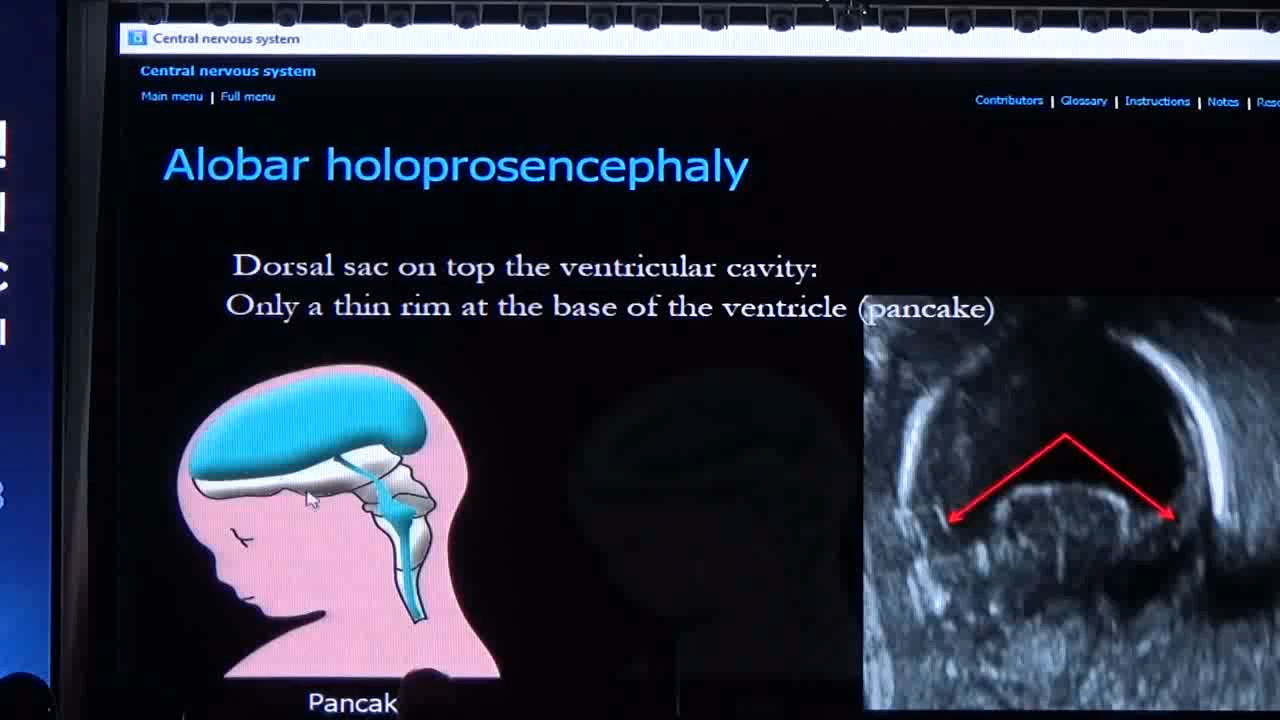 Central nervous system
Central nervous system
Main menu | Full menu
Contributors | Glossary | Instructions | Notes |
Alobar holoprosencephaly
Dorsal sac on top the ventricular cavity:
Only a thin rim at the base of the ventricle (pancake)
Pancak